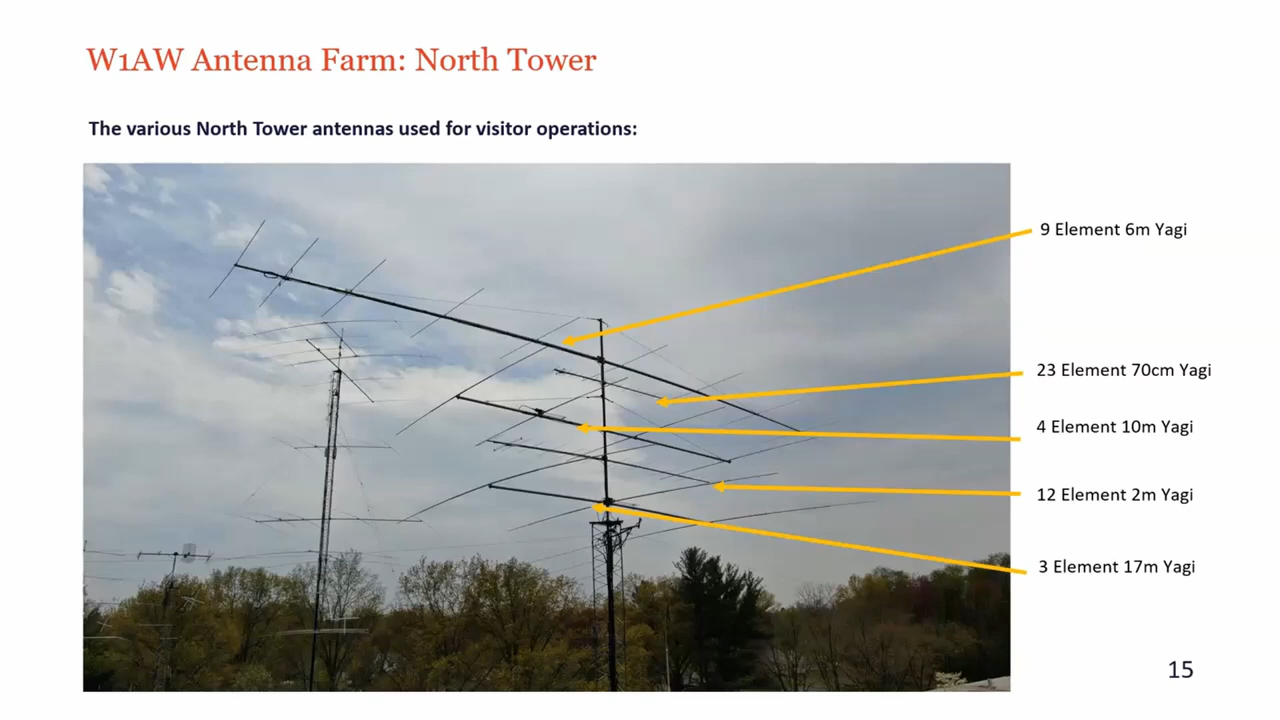 W1AW Antenna Farm: North Tower
The various North Tower antennas used for visitor operations:
9 Element 6m Yagi
23 Element 70cm Yagi
4 Element 10m Yagi
12 Element 2m Yagi
3 Element 17m Yagi
15